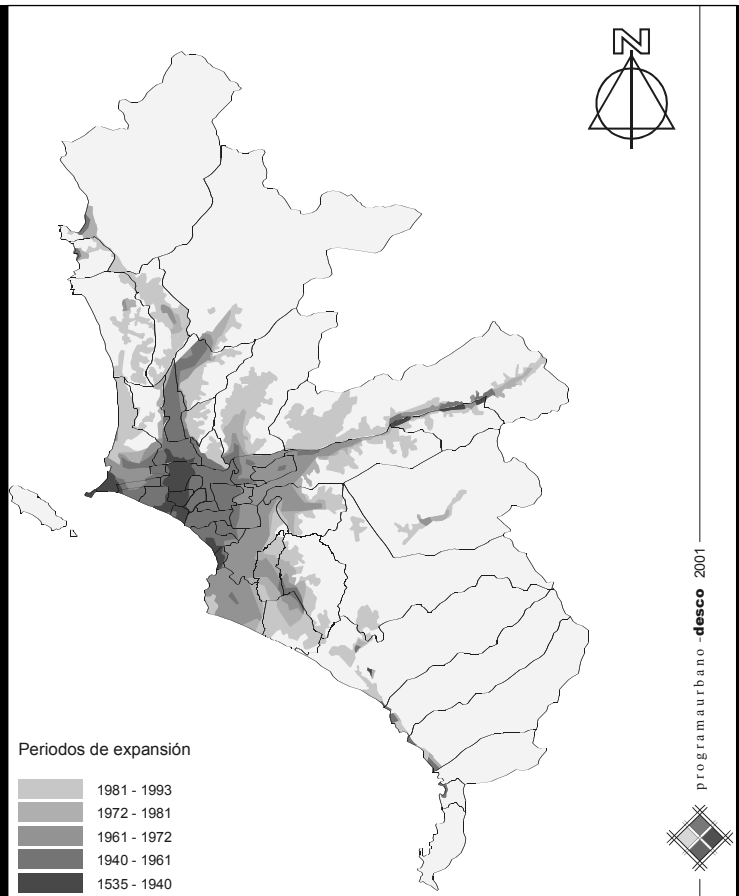 N
programaurbano -desco 2001
Periodos de expansión
1981 - 1993
1972 - 1981
1961 - 1972
1940 - 1961
1535 - 1940